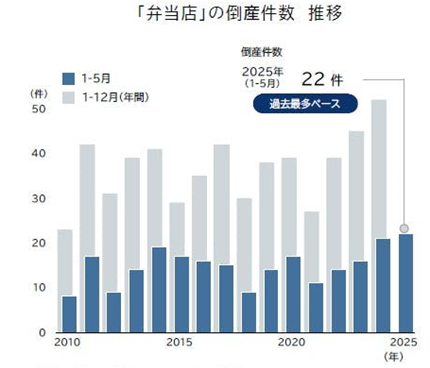 「弁当店」の倒産件数 推移
倒産件数
2025年
(1-5月)
22 件
過去最多ペース
1-5月
1-12月(年間)
(件)
50
40
30
20
10
0
2010
2015
2020
2025
(年)